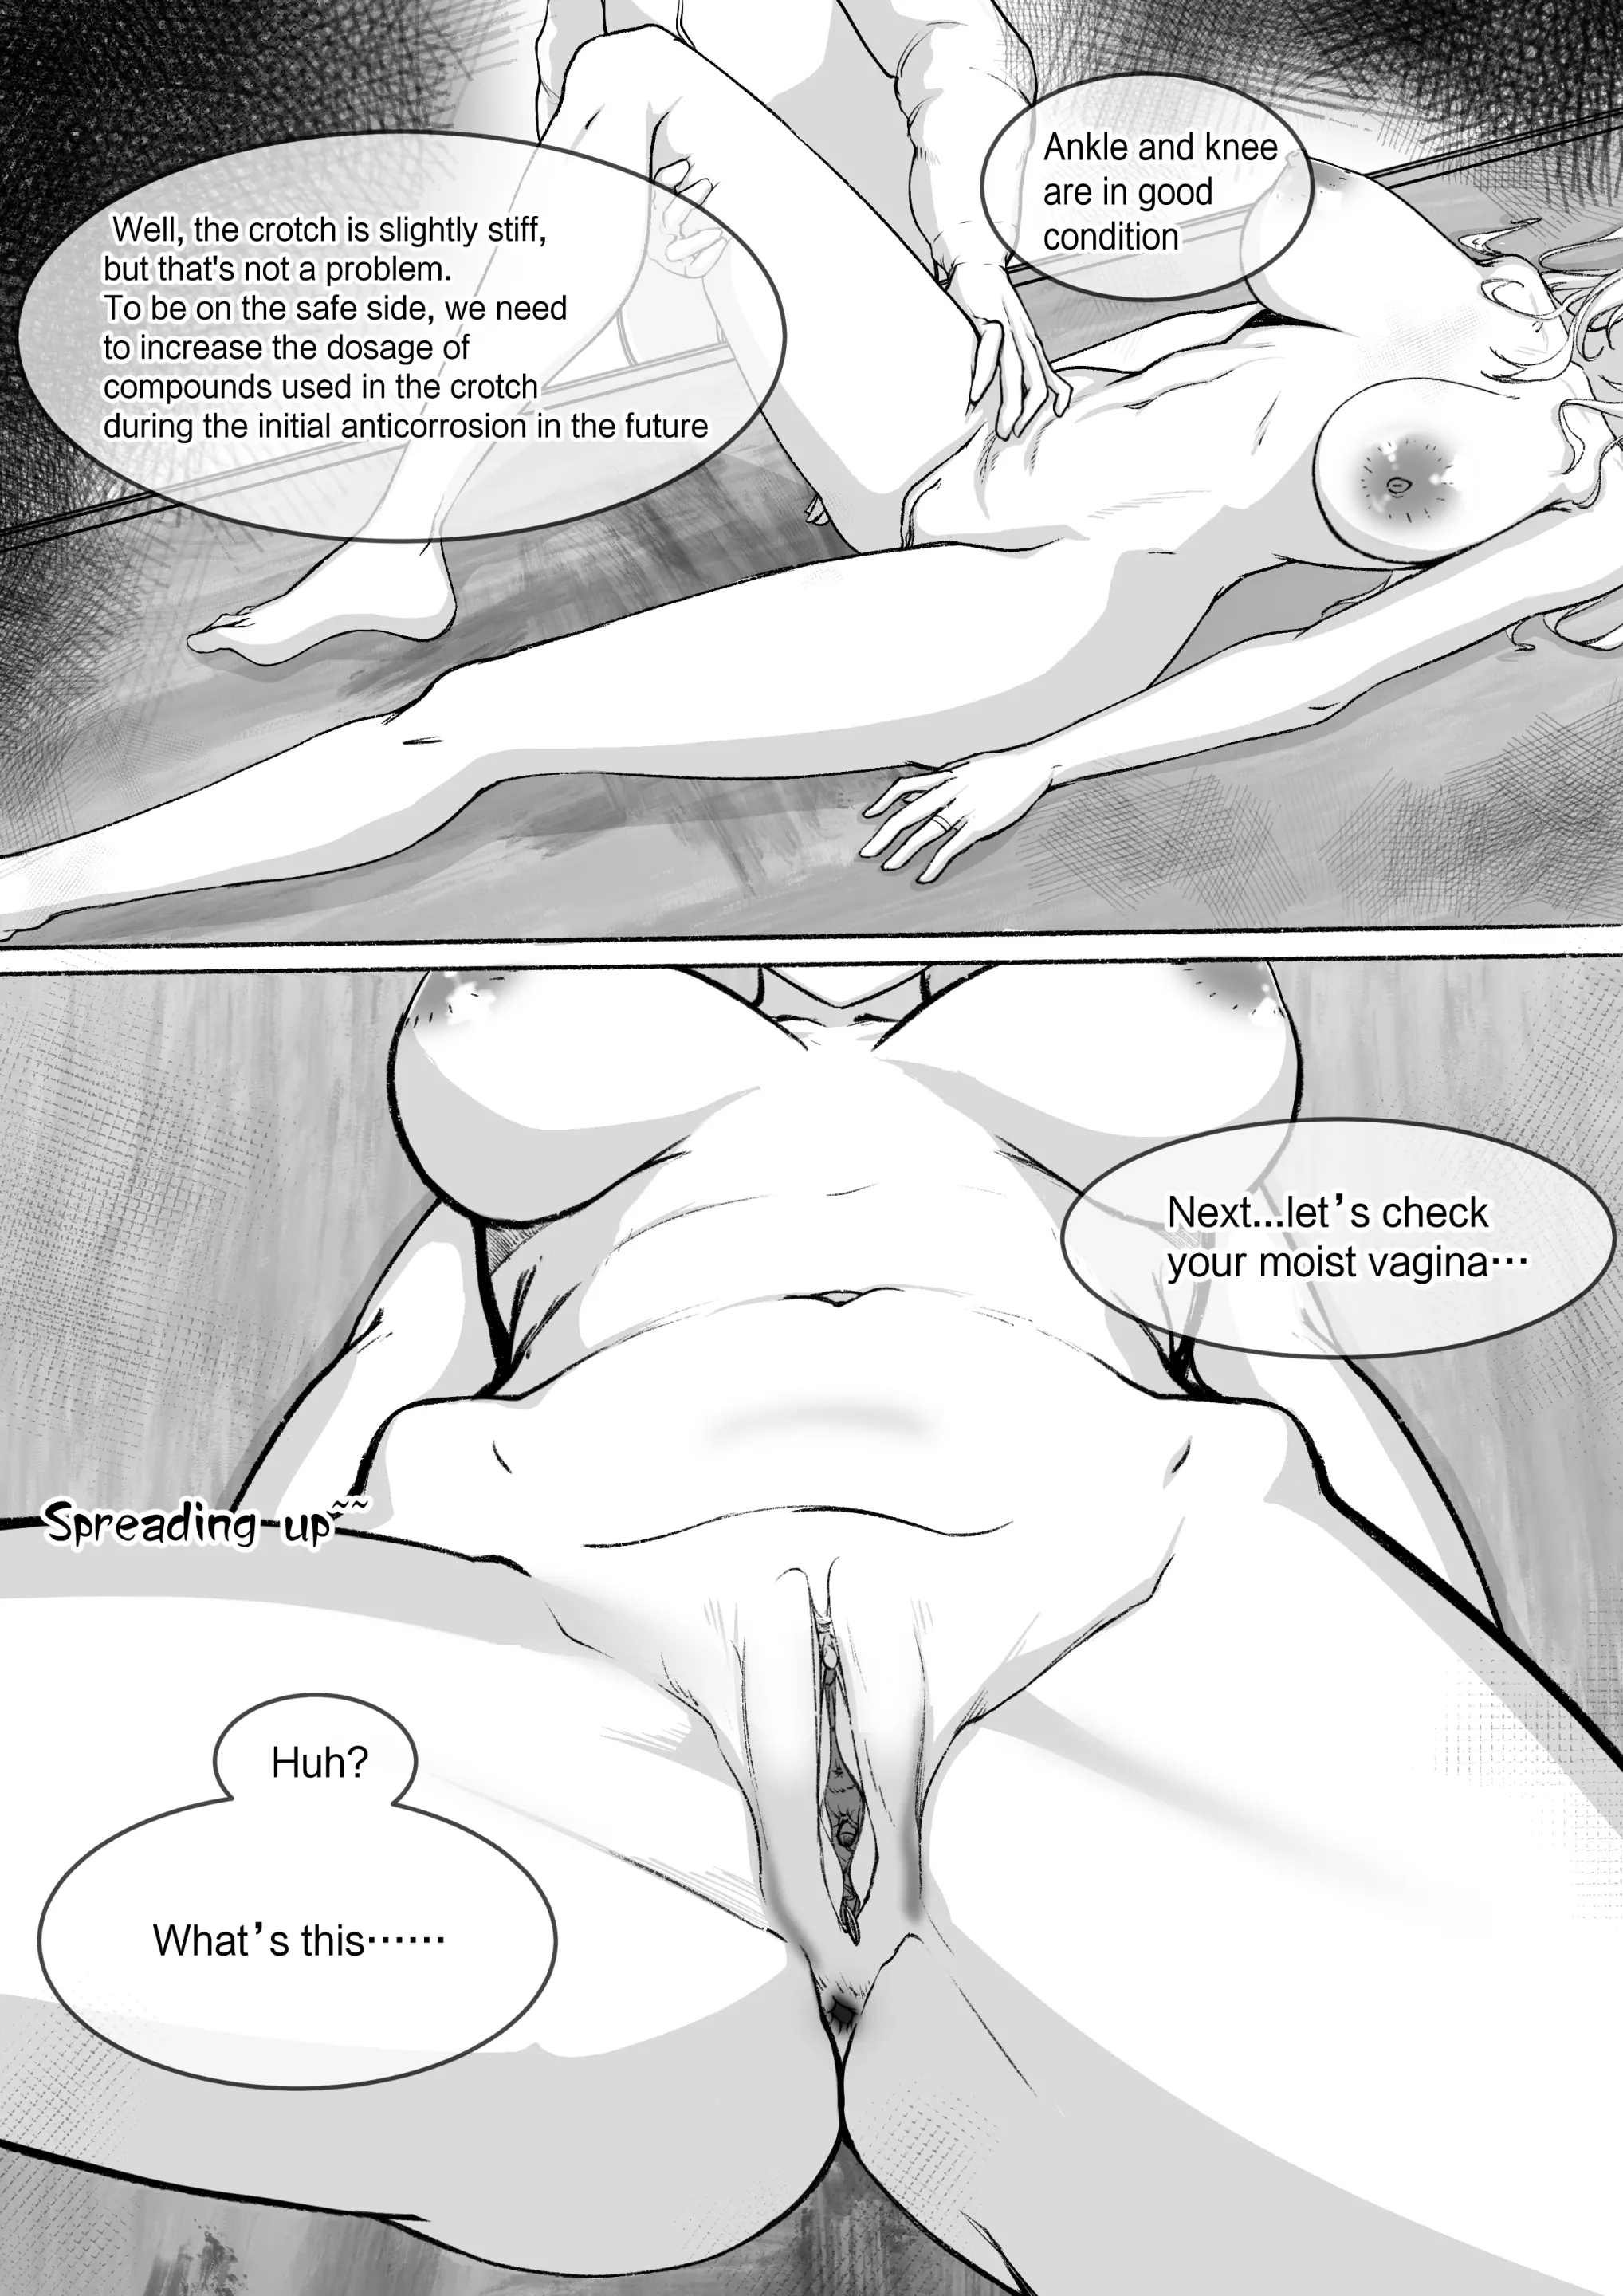 Ankle and knee
are in good
condition
Well, the crotch is slightly stiff,
but that's not a problem.
To be on the safe side, we need
to increase the dosage of
compounds used in the crotch
during the initial anticorrosion in the future
Next...let's check
your moist vagina…
Spreading up~~
Huh?
What's this……